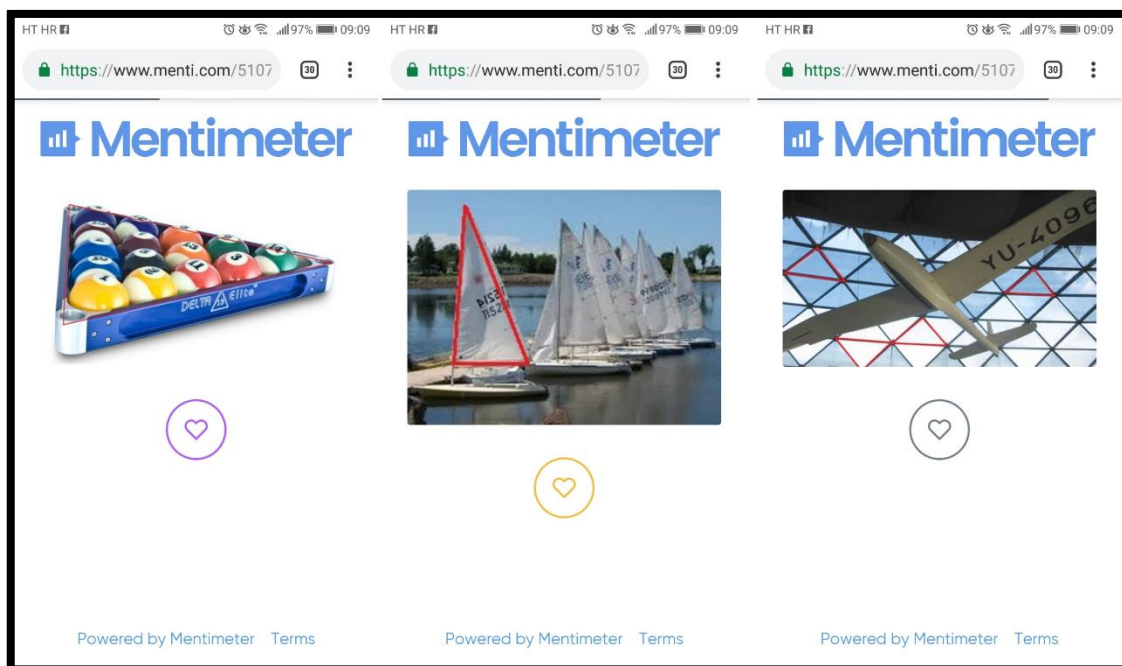 HT HR 97% 09:09
https://www.menti.com/5107 30
Mentimeter
DELTA 13 Elite
Powered by Mentimeter Terms
HT HR 97% 09:09
https://www.menti.com/5107 30
Mentimeter
11521
Powered by Mentimeter Terms
HT HR 97% 09:09
https://www.menti.com/5107 30
Mentimeter
YU-4096
Powered by Mentimeter Terms